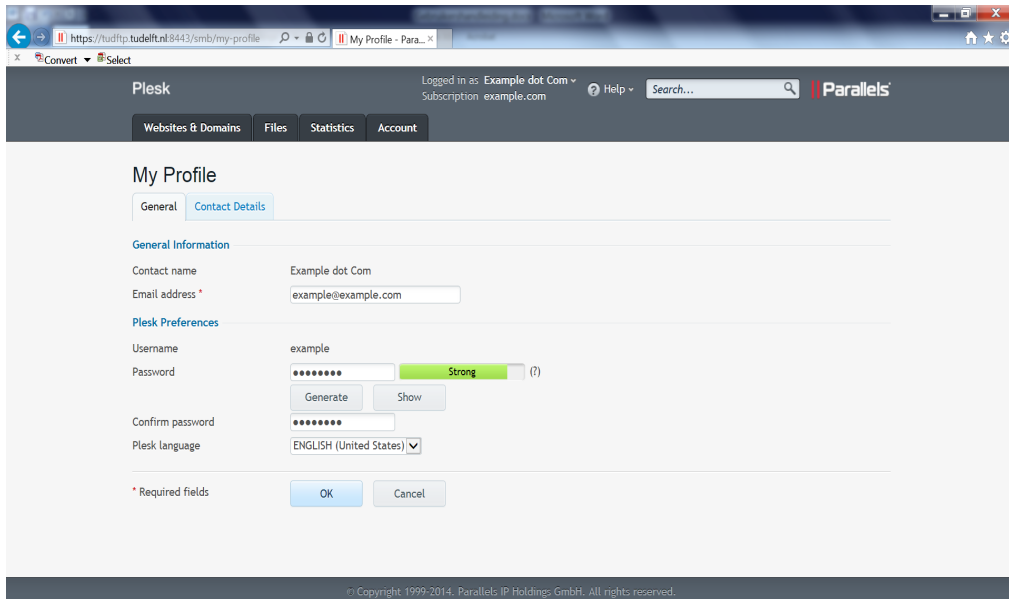 https://tudftp.tudelft.nl:8443/smb/my-profile
My Profile - Para...
x Convert Select
Plesk
Logged in as Example dot Com
Subscription example.com
Help
Search...
Parallels
Websites & Domains Files Statistics Account
My Profile
General Contact Details
General Information
Contact name Example dot Com
Email address * example@example.com
Plesk Preferences
Username example
Password •••••••• Strong (?)
Generate Show
Confirm password ••••••••
Plesk language ENGLISH (United States)
* Required fields OK Cancel
© Copyright 1999-2014. Parallels IP Holdings GmbH. All rights reserved.